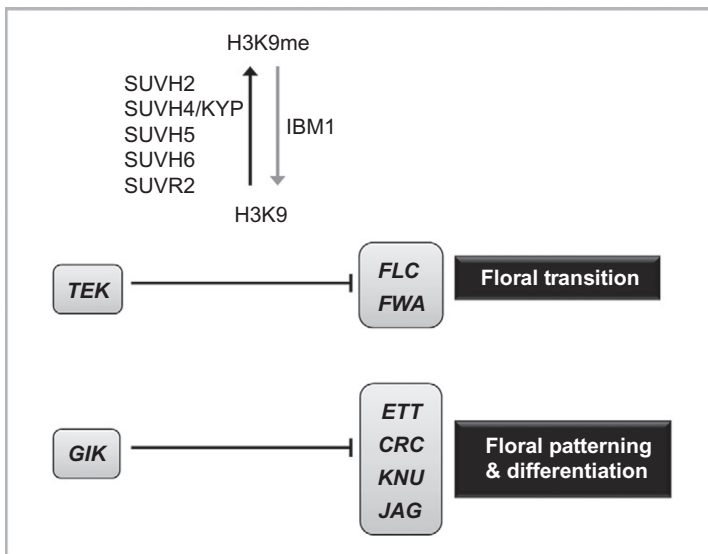 H3K9me
SUVH2
SUVH4/KYP
SUVH5
SUVH6
SUVR2
IBM1
H3K9
TEK
FLC
FWA
Floral transition
GIK
ETT
CRC
KNU
JAG
Floral patterning
& differentiation